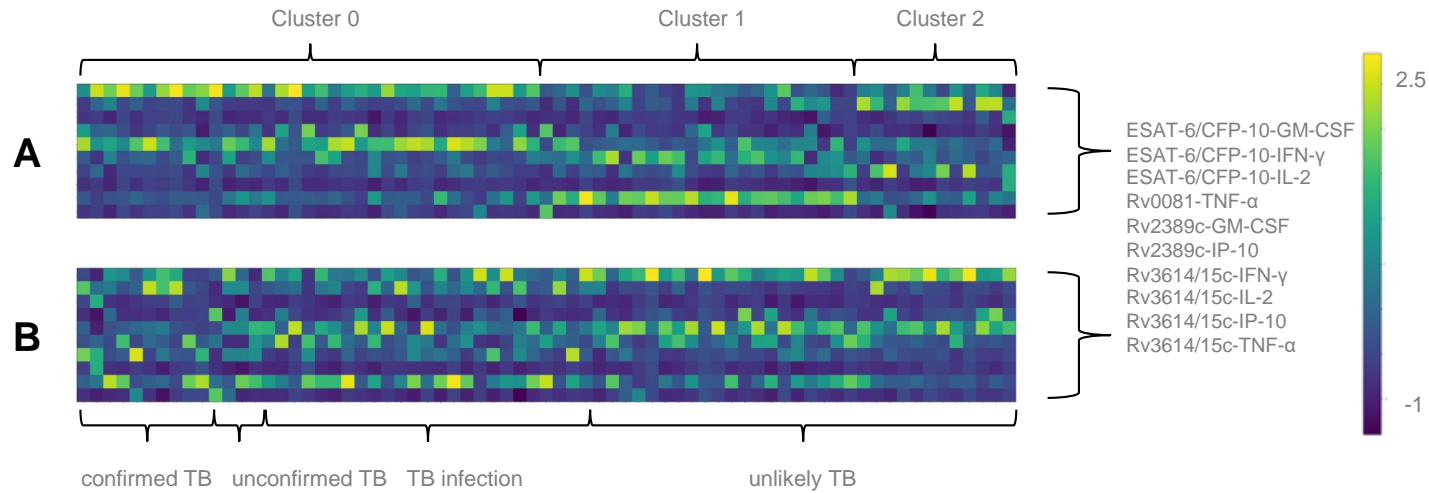 Cluster 0
Cluster 1
Cluster 2
A
ESAT-6/CFP-10-GM-CSF
ESAT-6/CFP-10-IFN-γ
ESAT-6/CFP-10-IL-2
Rv0081-TNF-α
Rv2389c-GM-CSF
Rv2389c-IP-10
Rv3614/15c-IFN-γ
Rv3614/15c-IL-2
Rv3614/15c-IP-10
Rv3614/15c-TNF-α
2.5
-1
B
confirmed TB
unconfirmed TB
TB infection
unlikely TB